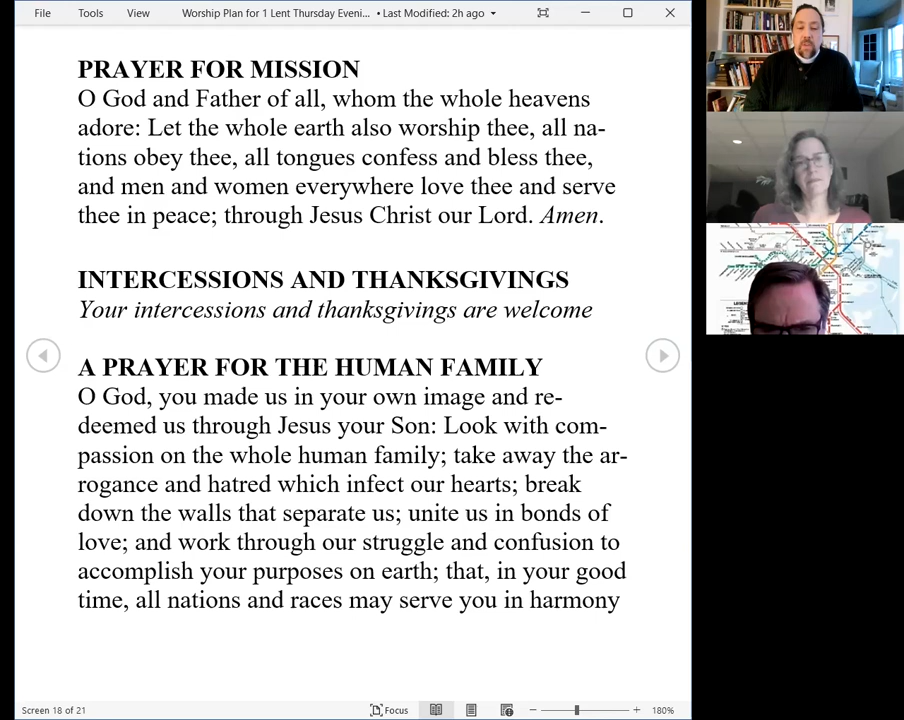 File Tools View Worship Plan for 1 Lent Thursday Eveni... • Last Modified: 2h ago
PRAYER FOR MISSION
O God and Father of all, whom the whole heavens
adore: Let the whole earth also worship thee, all na-
tions obey thee, all tongues confess and bless thee,
and men and women everywhere love thee and serve
thee in peace; through Jesus Christ our Lord. Amen.
INTERCESSIONS AND THANKSGIVINGS
Your intercessions and thanksgivings are welcome
A PRAYER FOR THE HUMAN FAMILY
O God, you made us in your own image and re-
deemed us through Jesus your Son: Look with com-
passion on the whole human family; take away the ar-
rogance and hatred which infect our hearts; break
down the walls that separate us; unite us in bonds of
love; and work through our struggle and confusion to
accomplish your purposes on earth; that, in your good
time, all nations and races may serve you in harmony
Screen 18 of 21 Focus 180%